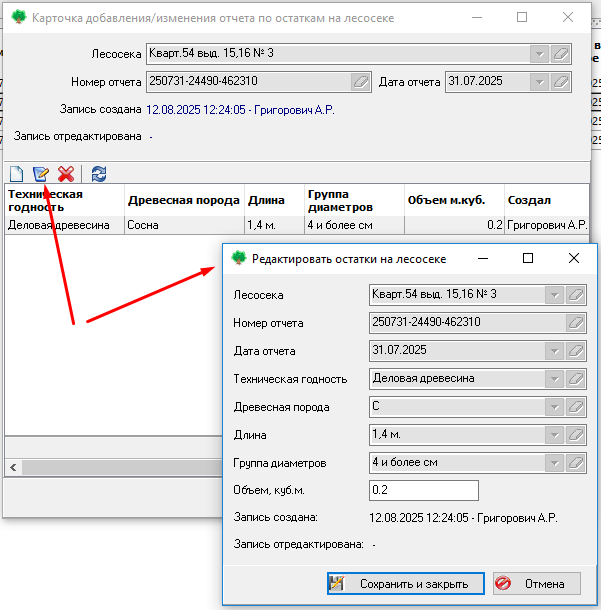 Карточка добавления/изменения отчета по остаткам на лесосеке
Лесосека Кварт.54 выд. 15,16 № 3
Номер отчета 250731-24490-462310 Дата отчета 31.07.2025
Запись создана 12.08.2025 12:24:05 - Григорович А.Р.
Запись отредактирована -
Техническая годность Древесная порода Длина Группа диаметров Объем м.куб. Создал
Деловая древесина Сосна 1,4 м. 4 и более см 0.2 Григорович А.Р.
Редактировать остатки на лесосеке
Лесосека Кварт.54 выд. 15,16 № 3
Номер отчета 250731-24490-462310
Дата отчета 31.07.2025
Техническая годность Деловая древесина
Древесная порода С
Длина 1,4 м.
Группа диаметров 4 и более см
Объем, куб.м. 0.2
Запись создана: 12.08.2025 12:24:05 - Григорович А.Р.
Запись отредактирована: -
Сохранить и закрыть Отмена